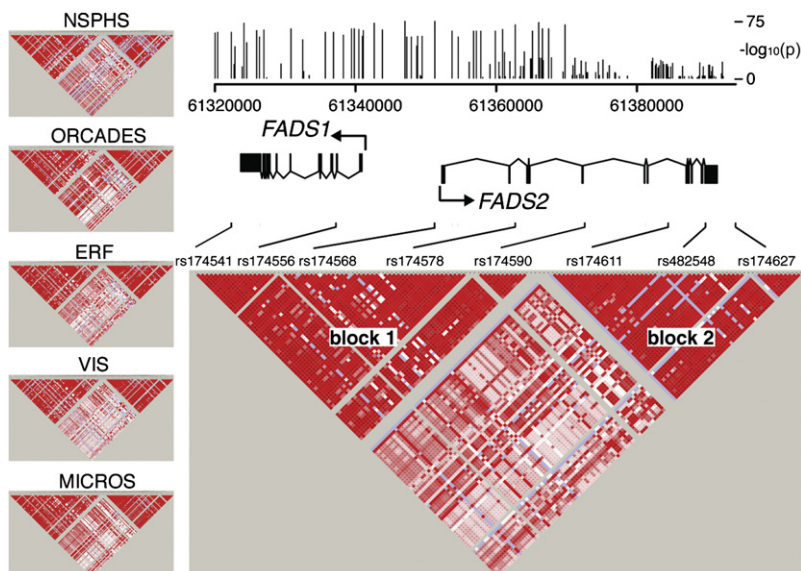 NSPHS
ORCADES
ERF
VIS
MICROS
75
-log10(p)
0
61320000 61340000 61360000 61380000
FADS1
FADS2
rs174541 rs174556 rs174568 rs174578 rs174590 rs174611 rs482548 rs174627
block 1 block 2